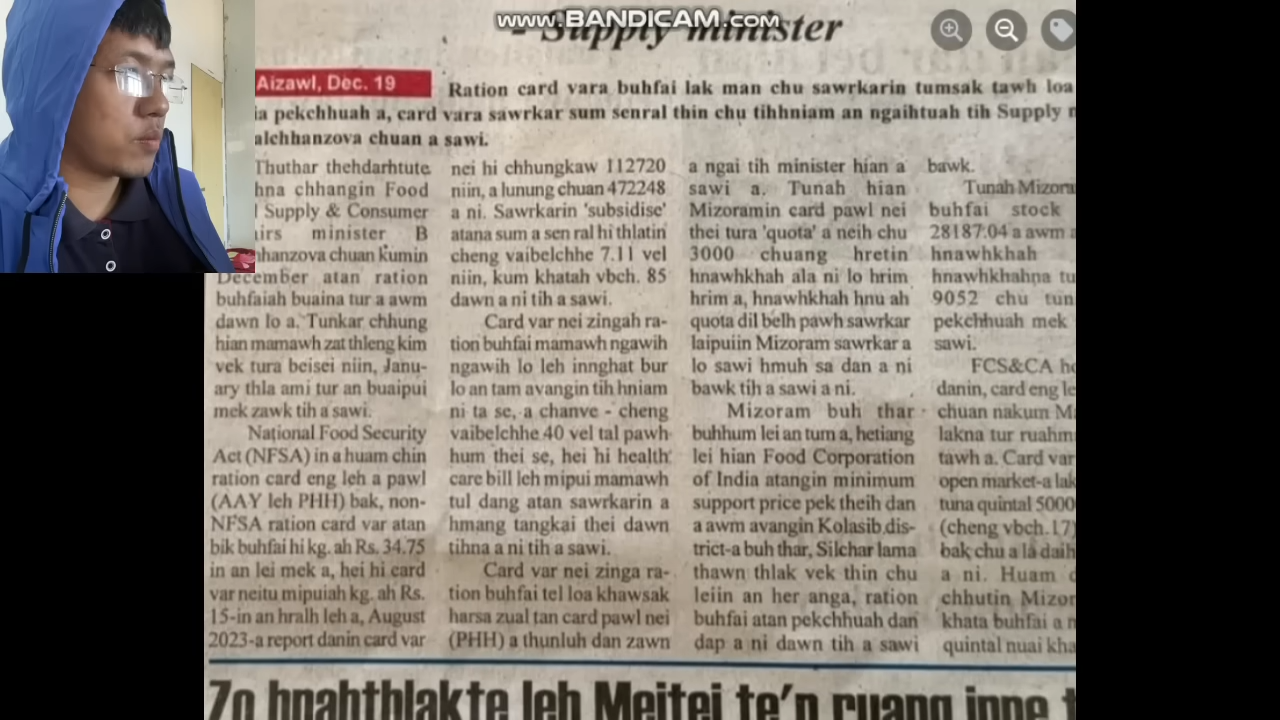 www.BANDICAM.com
- Supply minister
Aizawl, Dec. 19
Ration card vara buhfai lak man chu sawrkarin tumsak tawh loa
pekchhuah a, card vara sawrkar sum senral thin chu tihhniam an ngaihtuah tih Supply
chuan a sawi.
Thuthar thehdarhtute
chhangin Food
Supply & Consumer
minister B
chuan kumin
December atan ration
buhfaiah buaina tur a awm
dawn lo a. Tunkar chhung
hian mamawh zat thleng kim
vek tura beisei niin, Janu-
ary thla ami tur an buaipui
mek zawk tih a sawi.
National Food Security
Act (NFSA) in a huam chin
ration card eng leh a pawl
(AAY leh PHH) bak, non-
NFSA ration card var atan
bik buhfai hi kg. ah Rs. 34.75
in an lei mek a, hei hi card
var neitu mipuiah kg. ah Rs.
15-in an hralh leh a, August
2023-a report danin card var
nei hi chhungkaw 112720
niin, a lunung chuan 472248
a ni. Sawrkarin 'subsidise'
atana sum a sen ral hi thlatin
cheng vaibelchhe 7.11 vel
niin, kum khatah vbch. 85
dawn a ni tih a sawi.
Card var nei zingah ra-
tion buhfai mamawh ngawih
ngawih lo leh innghat bur
lo an tam avangin tih hniam
ni ta se, a chanve - cheng
vaibelchhe 40 vel tal pawh
hum thei se, hei hi health
care bill leh mipui mamawh
tul dang atan sawrkarin a
hmang tangkai thei dawn
tihna a ni tih a sawi.
Card var nei zinga ra-
tion buhfai tel loa khawsak
harsa zual tan card pawl nei
(PHH) a thunluh dan zawn
a ngai tih minister hian a
sawi a. Tunah hian
Mizoramin card pawl nei
thei tura 'quota' a neih chu
3000 chuang hretin
hnawhkhah ala ni lo hrim
hrim a, hnawhkhah hnu ah
quota dil belh pawh sawrkar
laipuiin Mizoram sawrkar a
lo sawi hmuh sa dan a ni
bawk tih a sawi a ni.
Mizoram buh thar
buhhum lei an tum a, hetiang
lei hian Food Corporation
of India atangin minimum
support price pek theih dan
a awm avangin Kolasib dis-
trict-a buh thar, Silchar lama
thawn thlak vek thin chu
leiin an her anga, ration
buhfai atan pekchhuah dan
dap a ni dawn tih a sawi
bawk.
Tunah
buhfai stock
28187.04 a awm
hnawhkhah
hnawhkhahna
9052 chu
pekchhuah mek
sawi.
FCS&CA
danin, card eng
chuan nakum
lakna tur
tawh a. Card var
open market-a
tuna quintal 5000
(cheng vbch.17)
bak chu a la
a ni. Huam
chhutin
khata buhfai a
quintal nuai
Zo hnahthlakte leh Meitei te'n ruang